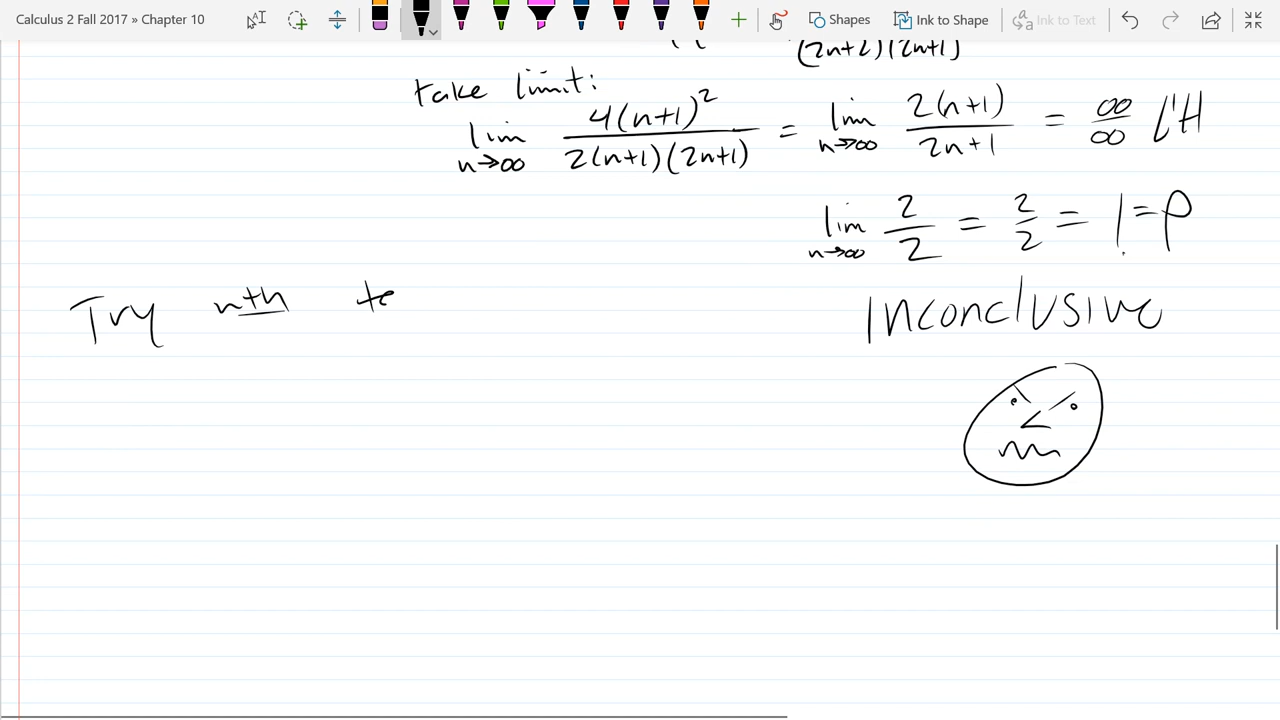 Calculus 2 Fall 2017 » Chapter 10
Shapes
Ink to Shape
Ink to Text
(2n+2)(2n+1)
take limit:
lim n→∞ 4(n+1)² / 2(n+1)(2n+1) = lim n→∞ 2(n+1) / 2n+1 = ∞/∞ L'H
lim n→∞ 2/2 = 2/2 = 1 = ρ
Try nth te
Inconclusive